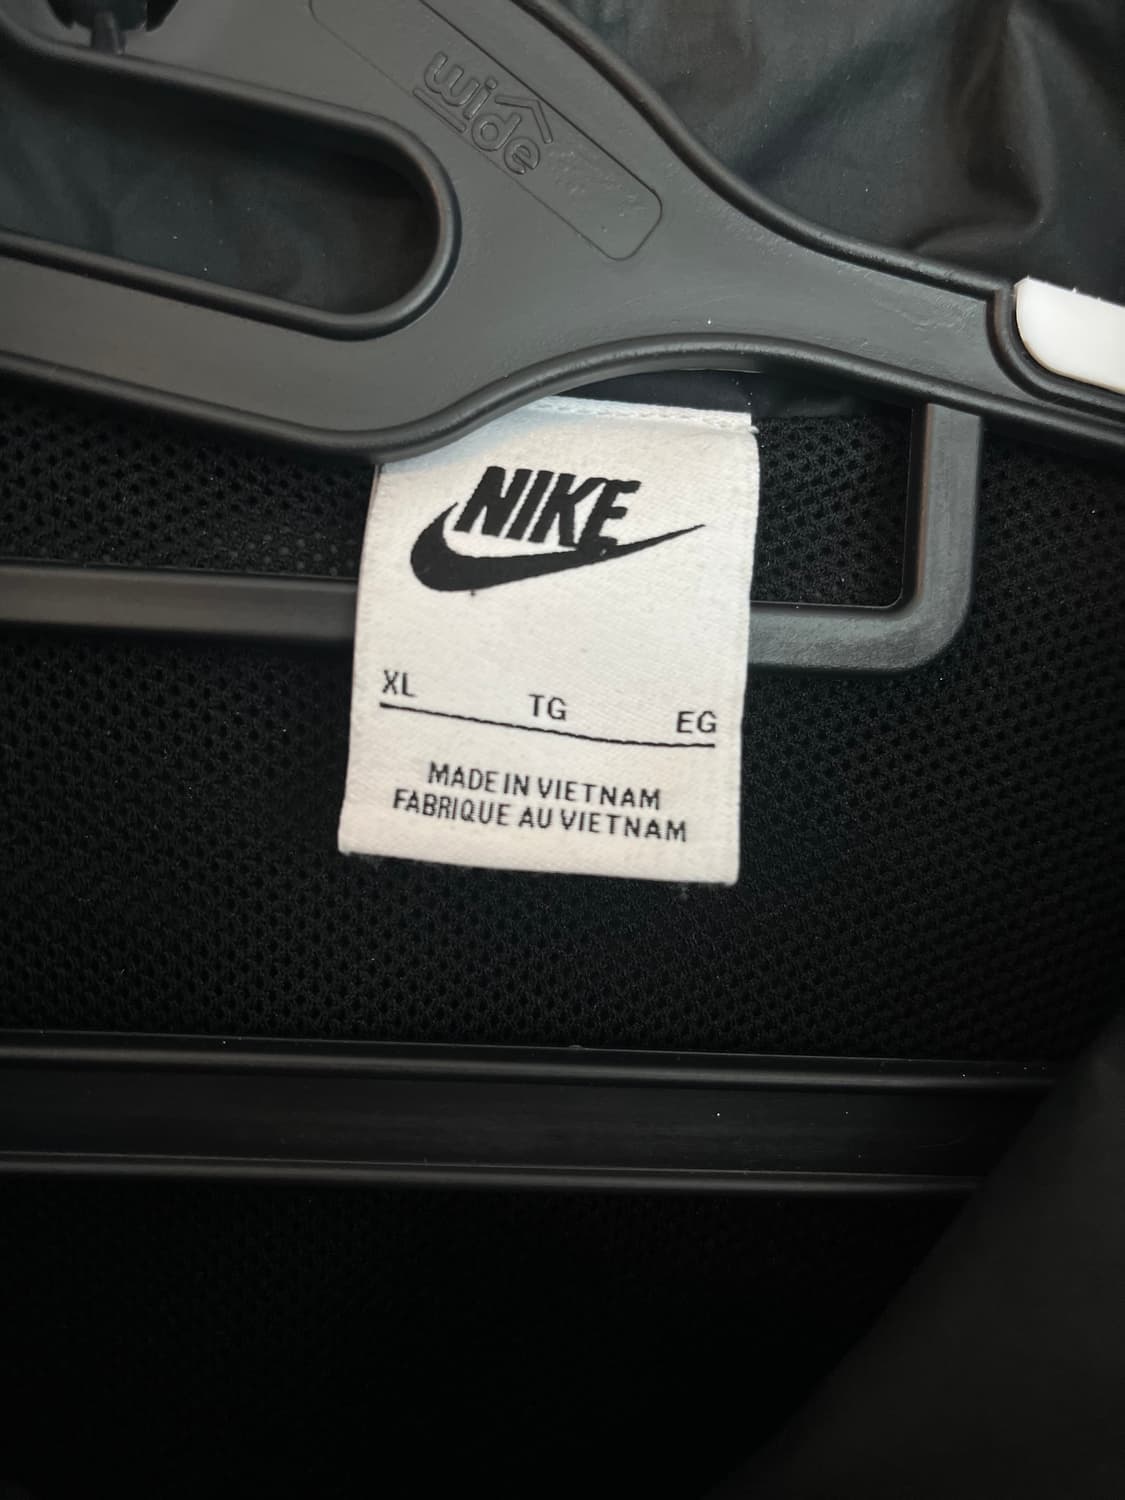 wide
NIKE
XL TG EG
MADE IN VIETNAM
FABRIQUE AU VIETNAM